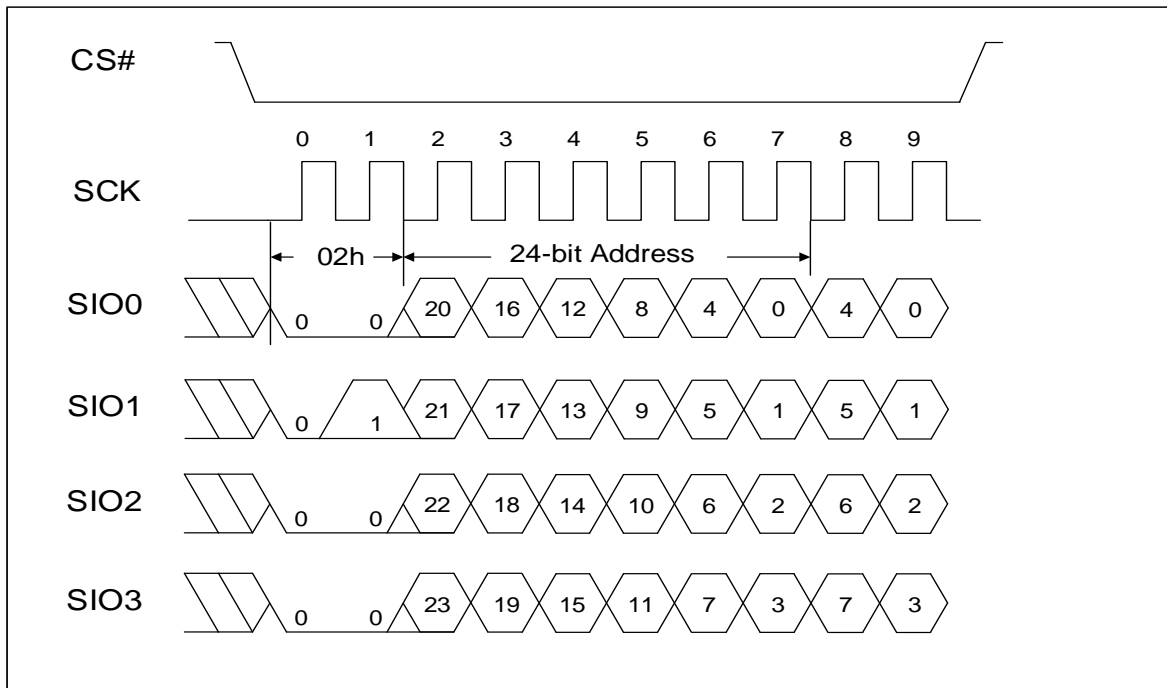 CS#
0 1 2 3 4 5 6 7 8 9
SCK
02h 24-bit Address
SIO0 0 0 20 16 12 8 4 0 4 0
SIO1 0 1 21 17 13 9 5 1 5 1
SIO2 0 0 22 18 14 10 6 2 6 2
SIO3 0 0 23 19 15 11 7 3 7 3